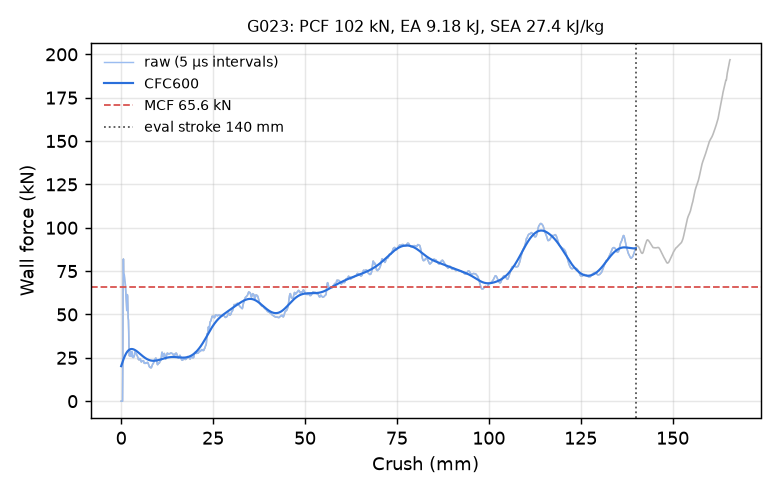 G023: PCF 102 kN, EA 9.18 kJ, SEA 27.4 kJ/kg
raw (5 µs intervals)
CFC600
MCF 65.6 kN
eval stroke 140 mm
Wall force (kN)
200
175
150
125
100
75
50
25
0
0 25 50 75 100 125 150
Crush (mm)